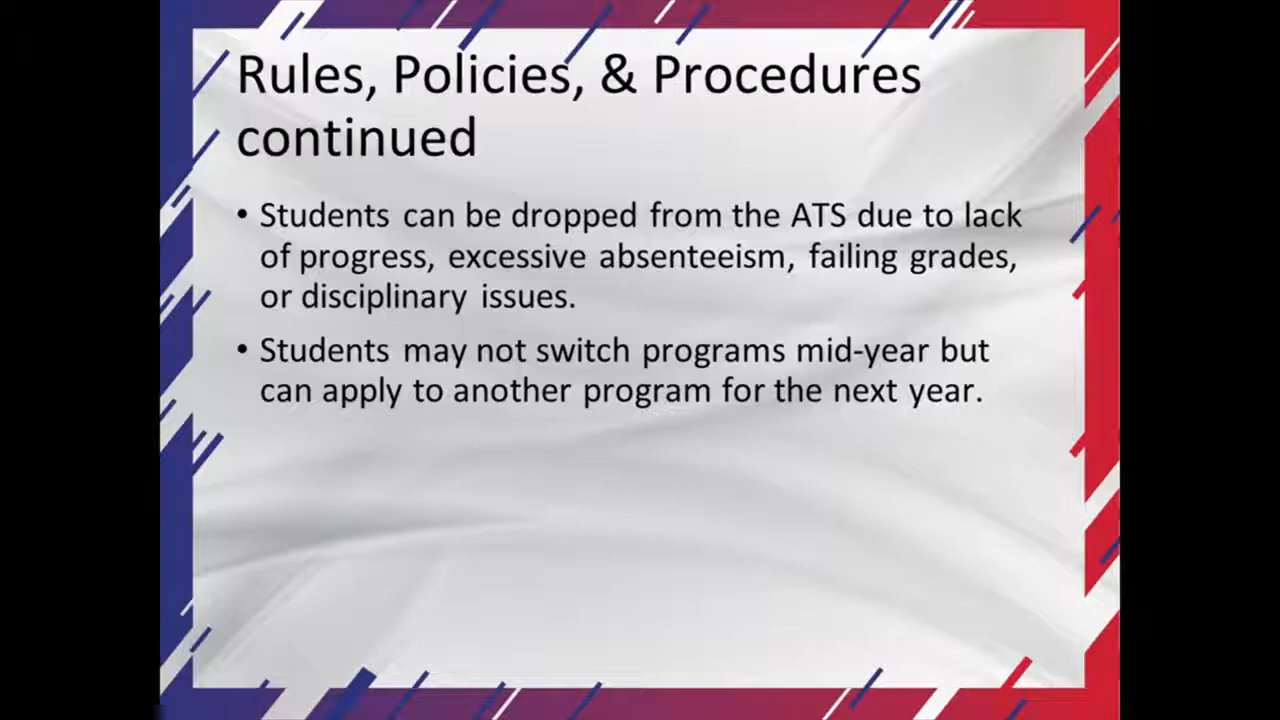 Rules, Policies, & Procedures
continued
• Students can be dropped from the ATS due to lack
of progress, excessive absenteeism, failing grades,
or disciplinary issues.
• Students may not switch programs mid-year but
can apply to another program for the next year.